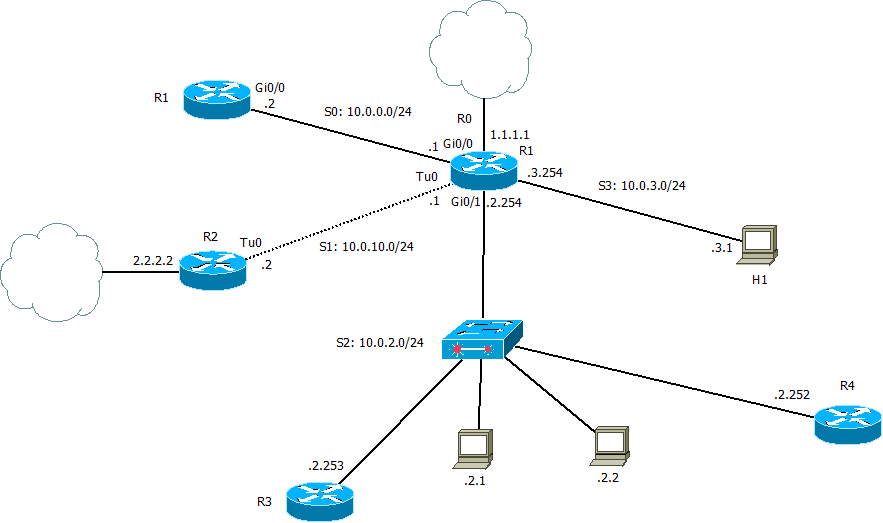 Gi0/0
R1
.2
S0: 10.0.0.0/24
R0
1.1.1.1
.1
Gi0/0
R1
.3.254
Tu0
S3: 10.0.3.0/24
.1
Gi0/1
.2.254
R2
Tu0
S1: 10.0.10.0/24
.3.1
2.2.2.2
.2
H1
S2: 10.0.2.0/24
R4
.2.252
.2.253
.2.1
.2.2
R3